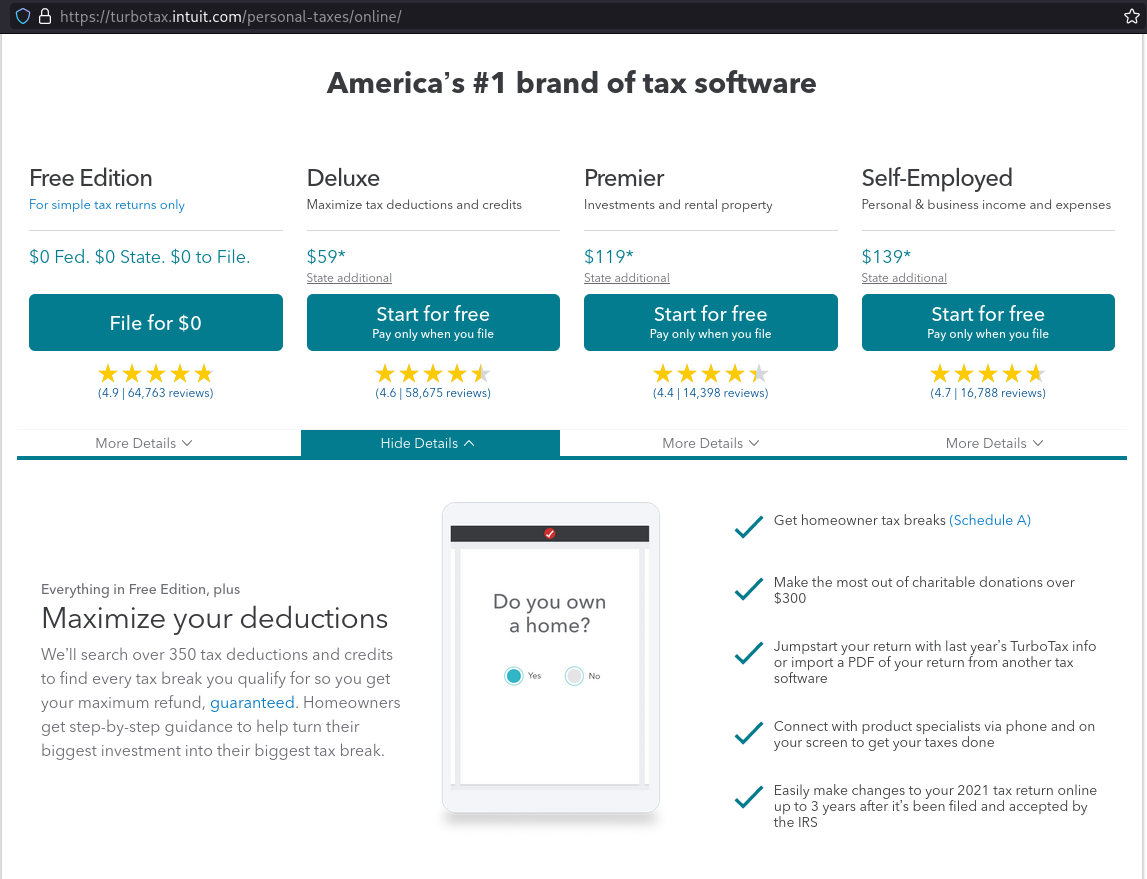 https://turbotax.intuit.com/personal-taxes/online/
America’s #1 brand of tax software
Free Edition
For simple tax returns only
$0 Fed. $0 State. $0 to File.
File for $0
(4.9 | 64,763 reviews)
More Details
Deluxe
Maximize tax deductions and credits
$59*
State additional
Start for free
Pay only when you file
(4.6 | 58,675 reviews)
Hide Details
Premier
Investments and rental property
$119*
State additional
Start for free
Pay only when you file
(4.4 | 14,398 reviews)
More Details
Self-Employed
Personal & business income and expenses
$139*
State additional
Start for free
Pay only when you file
(4.7 | 16,788 reviews)
More Details
Everything in Free Edition, plus
Maximize your deductions
We’ll search over 350 tax deductions and credits
to find every tax break you qualify for so you get
your maximum refund, guaranteed. Homeowners
get step-by-step guidance to help turn their
biggest investment into their biggest tax break.
Do you own
a home?
Yes
No
Get homeowner tax breaks (Schedule A)
Make the most out of charitable donations over
$300
Jumpstart your return with last year’s TurboTax info
or import a PDF of your return from another tax
software
Connect with product specialists via phone and on
your screen to get your taxes done
Easily make changes to your 2021 tax return online
up to 3 years after it’s been filed and accepted by
the IRS